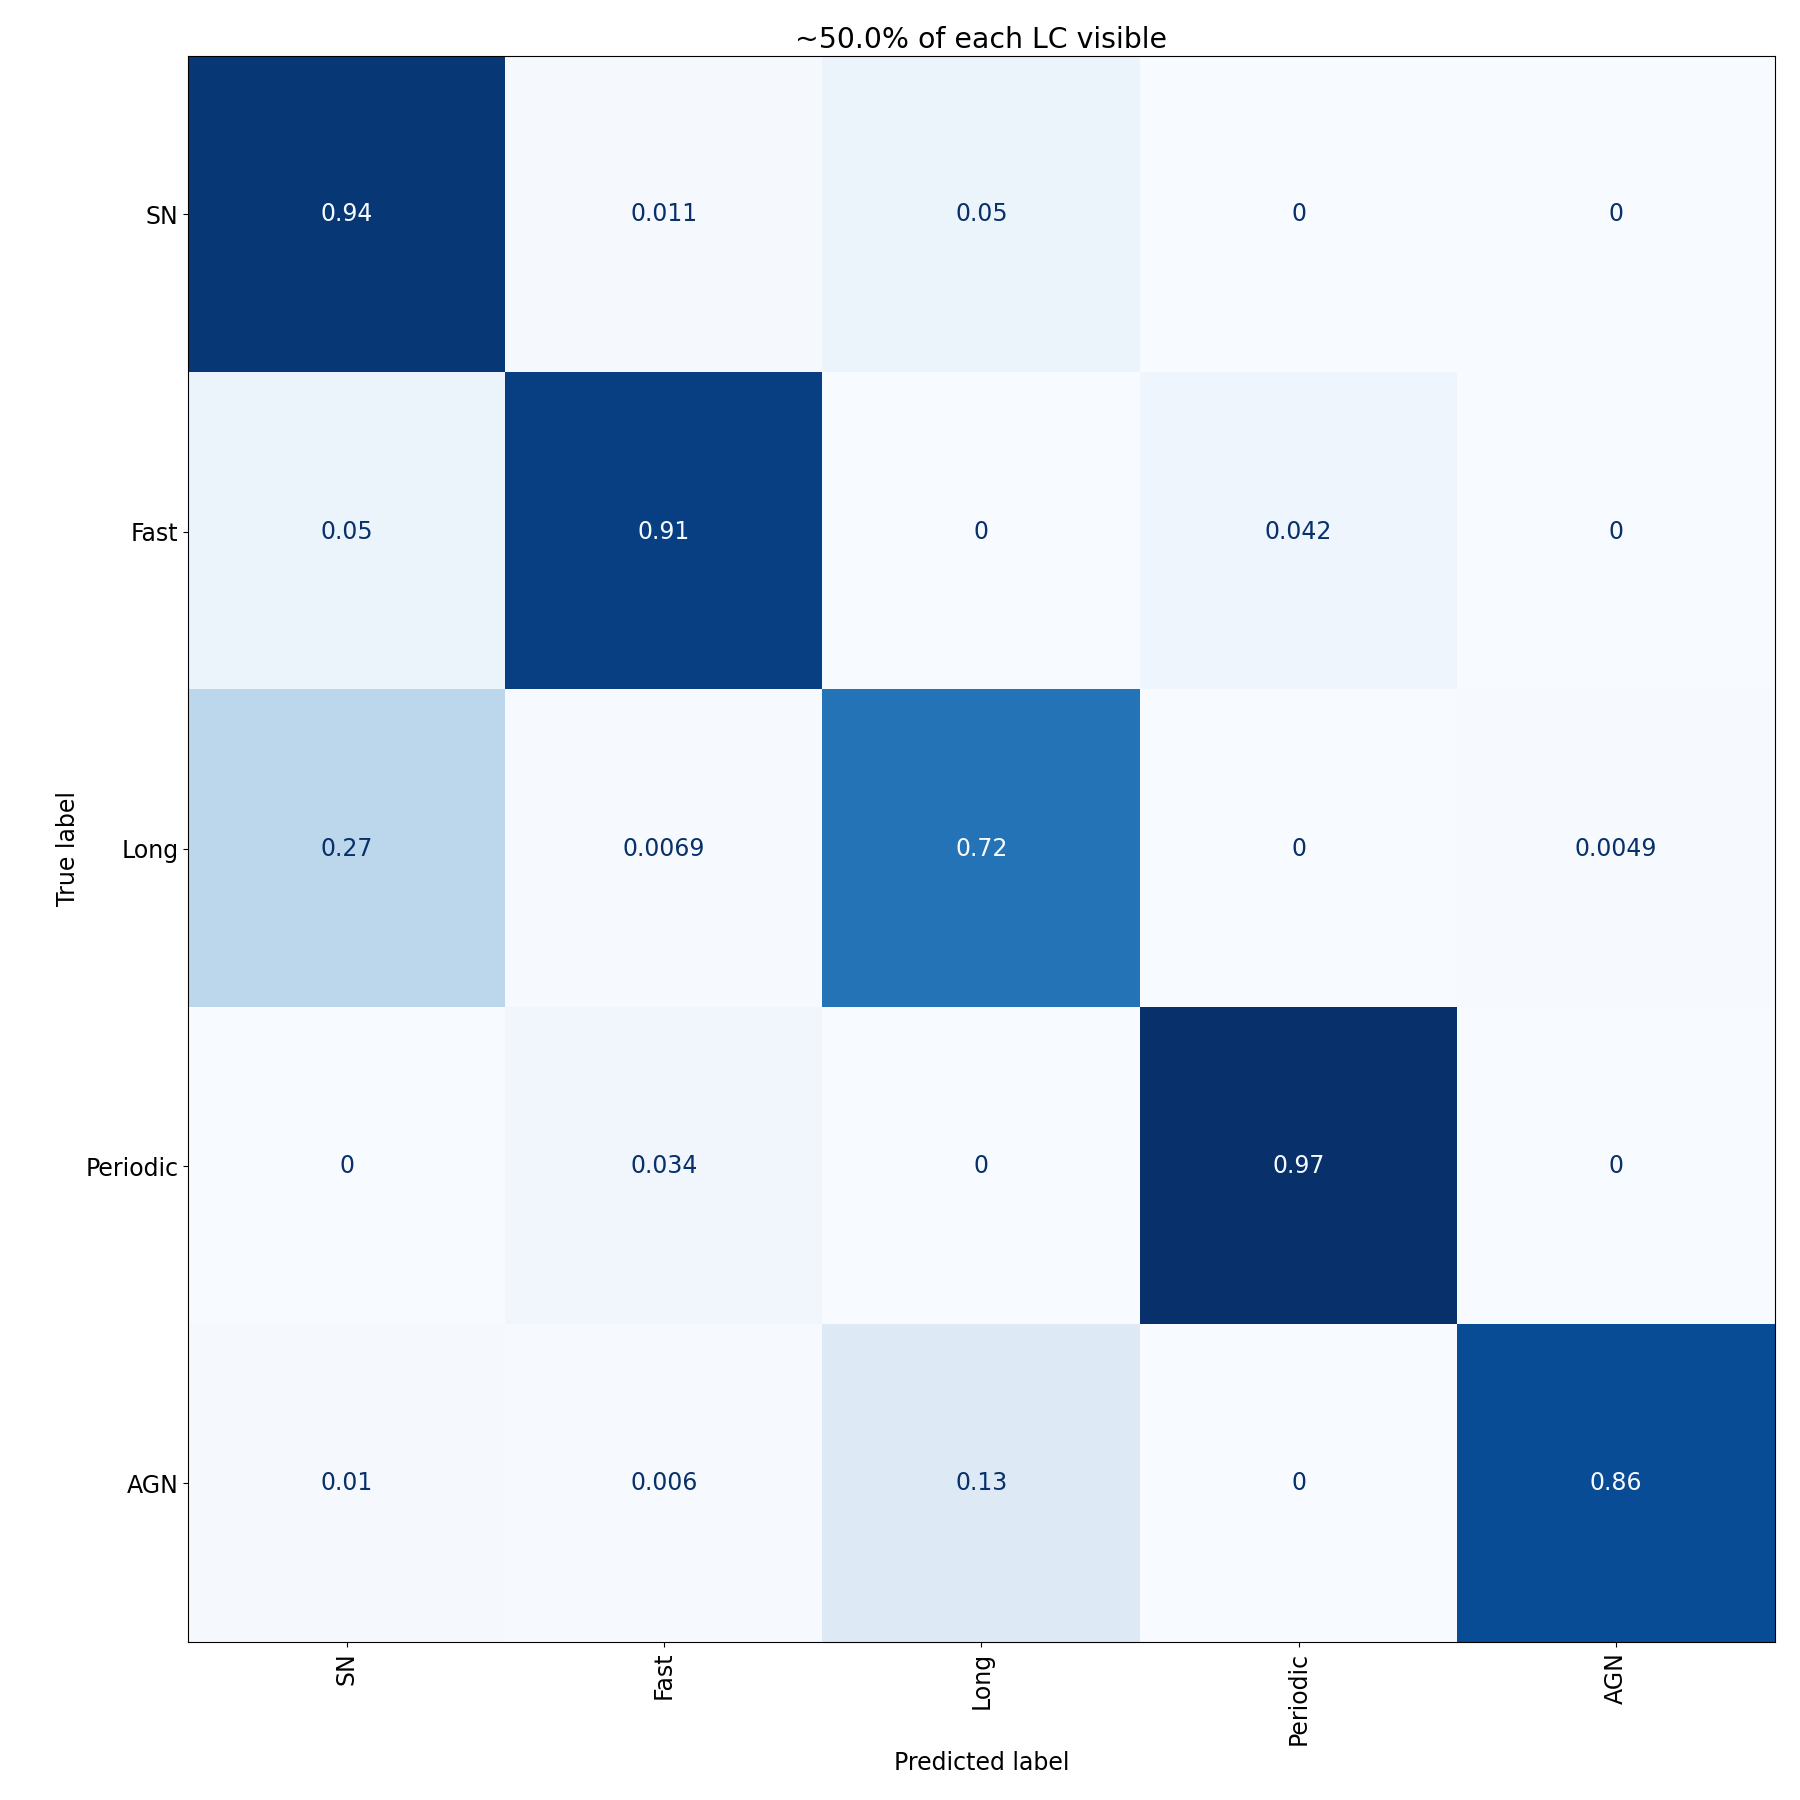 ~50.0% of each LC visible
SN 0.94 0.011 0.05 0 0
Fast 0.05 0.91 0 0.042 0
Long 0.27 0.0069 0.72 0 0.0049
Periodic 0 0.034 0 0.97 0
AGN 0.01 0.006 0.13 0 0.86
True label
SN Fast Long Periodic AGN
Predicted label